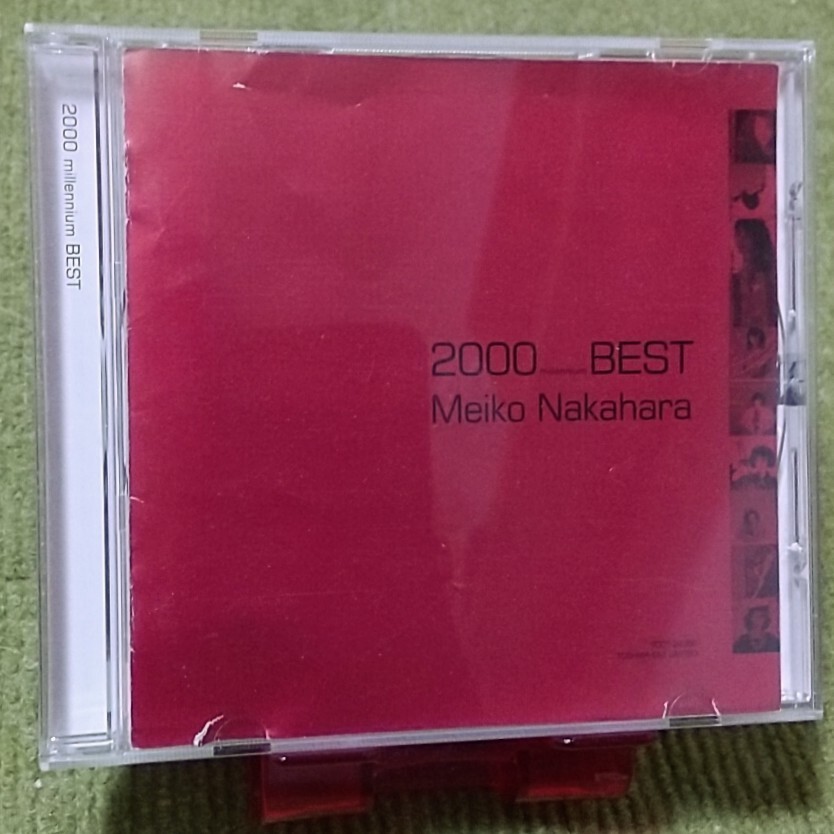 2000 millennium BEST
2000 BEST
Meiko Nakahara